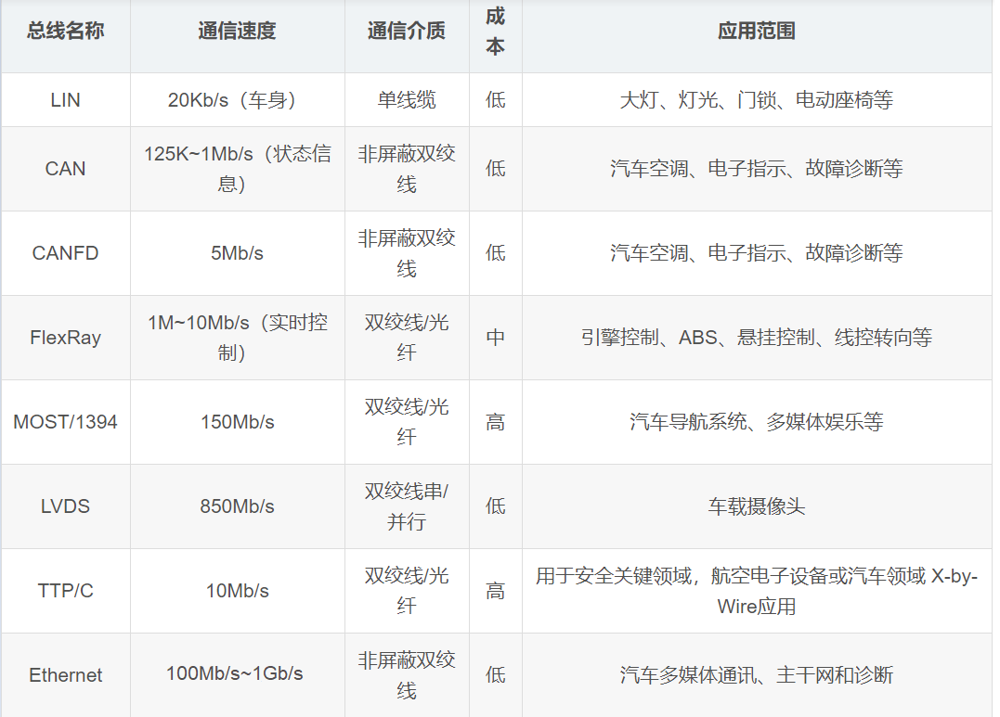 总线名称 通信速度 通信介质 成本 应用范围
LIN 20Kb/s（车身） 单线缆 低 大灯、灯光、门锁、电动座椅等
CAN 125K~1Mb/s（状态信息） 非屏蔽双绞线 低 汽车空调、电子指示、故障诊断等
CANFD 5Mb/s 非屏蔽双绞线 低 汽车空调、电子指示、故障诊断等
FlexRay 1M~10Mb/s（实时控制） 双绞线/光纤 中 引擎控制、ABS、悬挂控制、线控转向等
MOST/1394 150Mb/s 双绞线/光纤 高 汽车导航系统、多媒体娱乐等
LVDS 850Mb/s 双绞线串/并行 低 车载摄像头
TTP/C 10Mb/s 双绞线/光纤 高 用于安全关键领域，航空电子设备或汽车领域 X-by-Wire应用
Ethernet 100Mb/s~1Gb/s 非屏蔽双绞线 低 汽车多媒体通讯、主干网和诊断